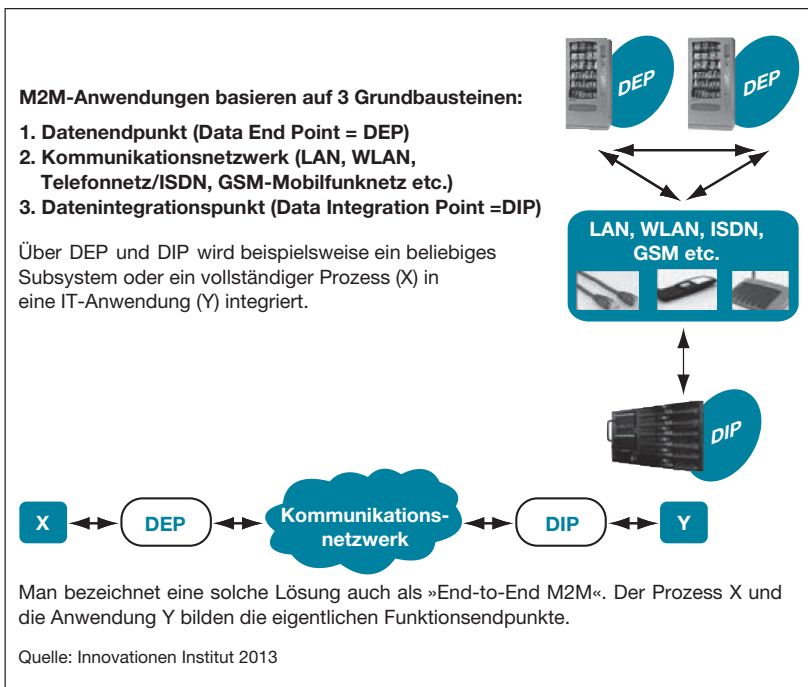 M2M-Anwendungen basieren auf 3 Grundbausteinen:
1. Datenendpunkt (Data End Point = DEP)
2. Kommunikationsnetzwerk (LAN, WLAN,
Telefonnetz/ISDN, GSM-Mobilfunknetz etc.)
3. Datenintegrationspunkt (Data Integration Point =DIP)
Über DEP und DIP wird beispielsweise ein beliebiges
Subsystem oder ein vollständiger Prozess (X) in
eine IT-Anwendung (Y) integriert.
DEP
DEP
LAN, WLAN, ISDN,
GSM etc.
DIP
X
DEP
Kommunikations-
netzwerk
DIP
Y
Man bezeichnet eine solche Lösung auch als »End-to-End M2M«. Der Prozess X und
die Anwendung Y bilden die eigentlichen Funktionsendpunkte.
Quelle: Innovationen Institut 2013